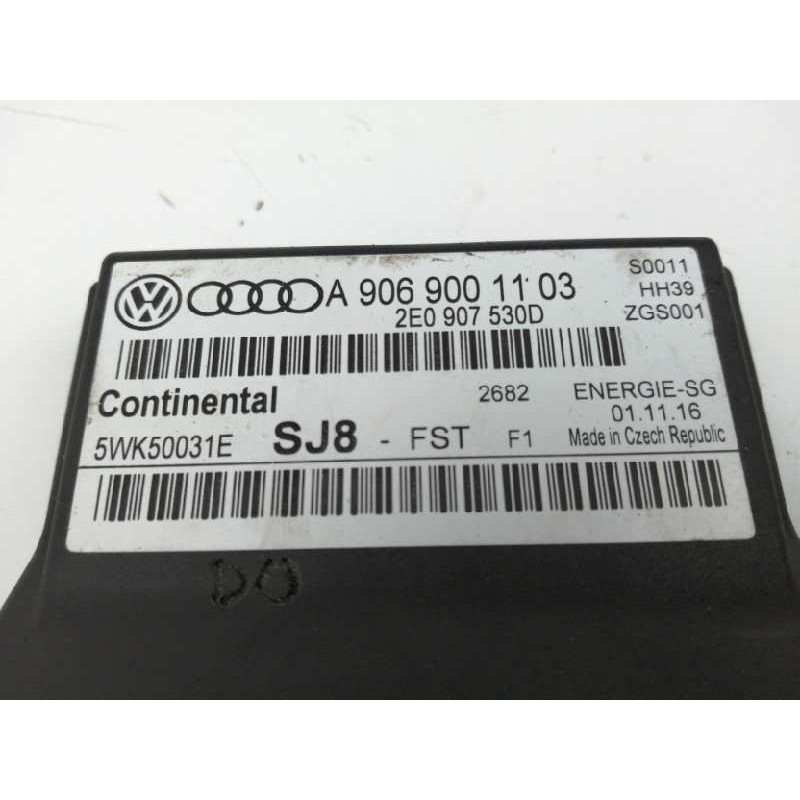 A 906 900 11 03
2E0 907 530D
S0011
HH39
ZGS001
Continental
2682
ENERGIE-SG
01.11.16
5WK50031E SJ8 - FST F1 Made in Czech Republic
DO